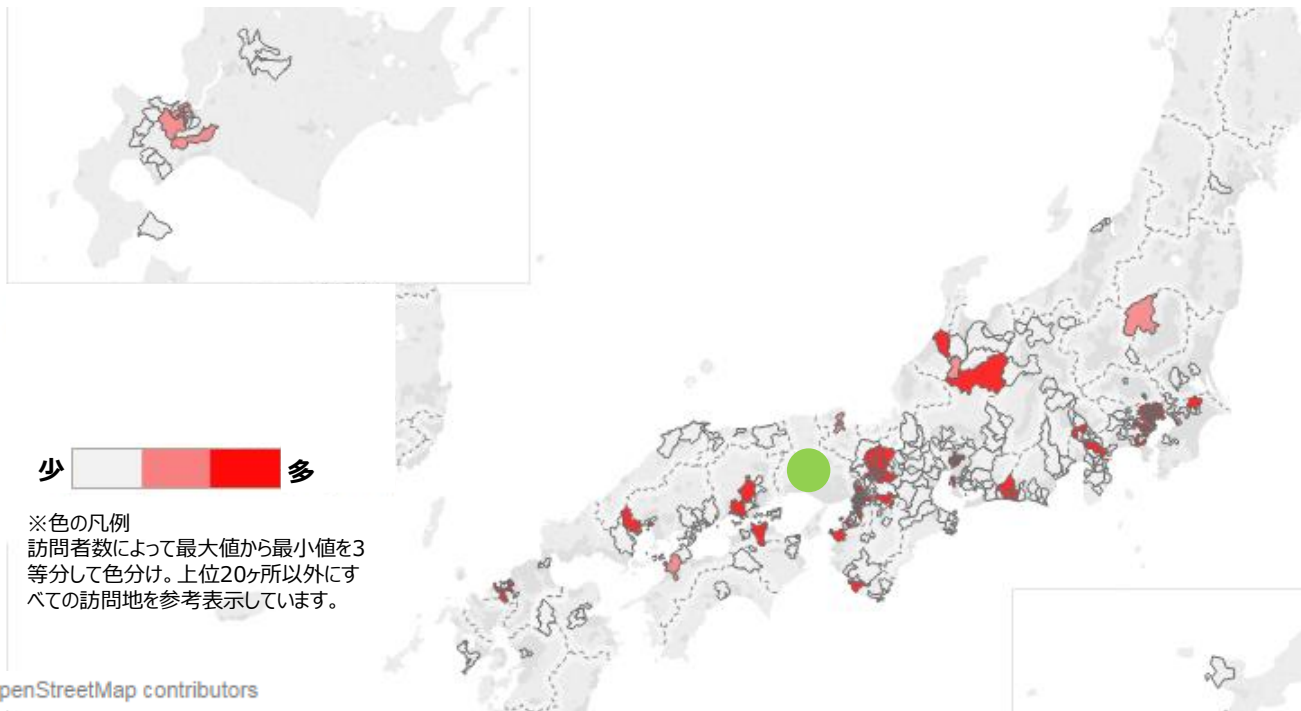 少
多
※色の凡例
訪問者数によって最大値から最小値を3
等分して色分け。上位20ヶ所以外にす
べての訪問地を参考表示しています。
penStreetMap contributors